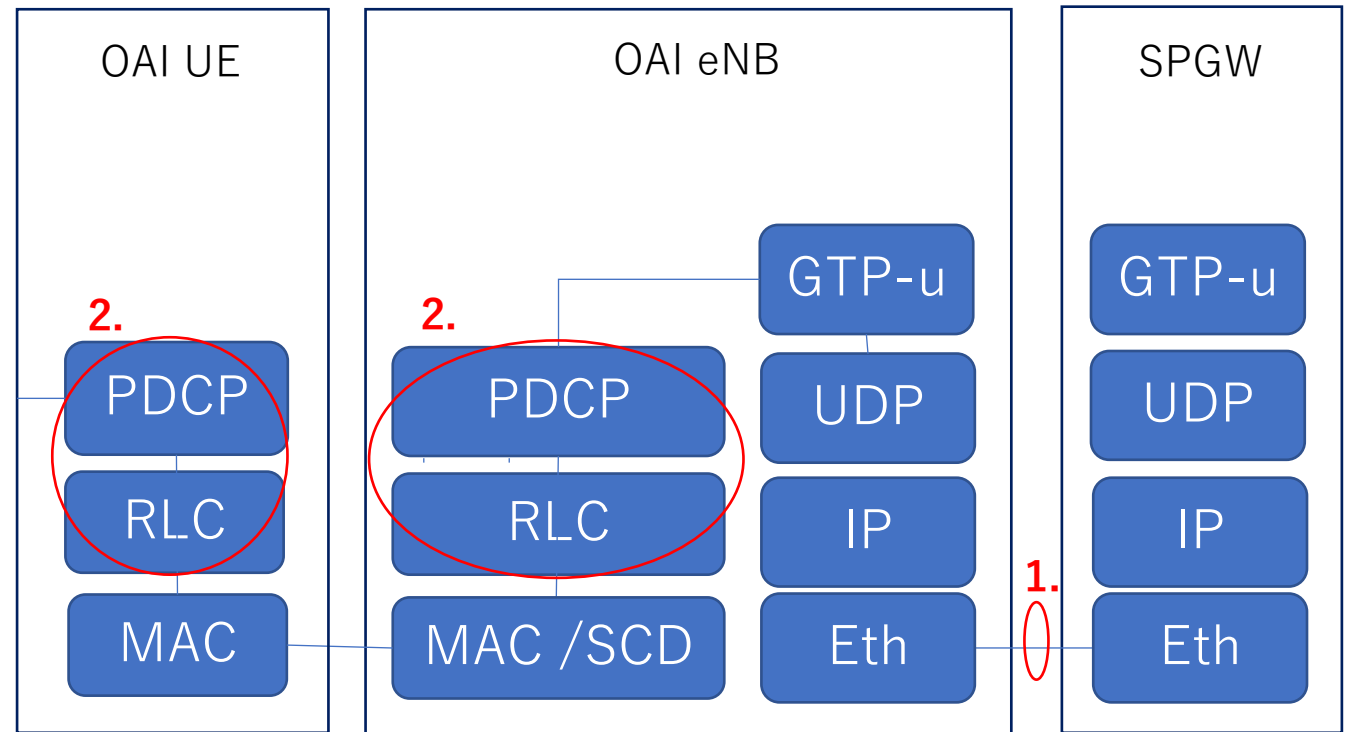 OAI UE
2.
PDCP
RLC
MAC
OAI eNB
2.
PDCP
RLC
MAC /SCD
GTP-u
UDP
IP
Eth
1.
SPGW
GTP-u
UDP
IP
Eth